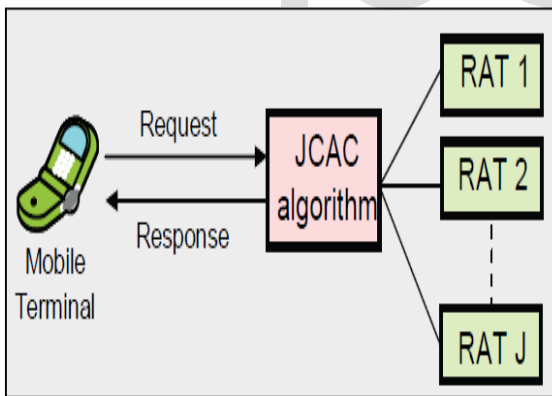 Request
Response
Mobile
Terminal
JCAC
algorithm
RAT 1
RAT 2
RAT J